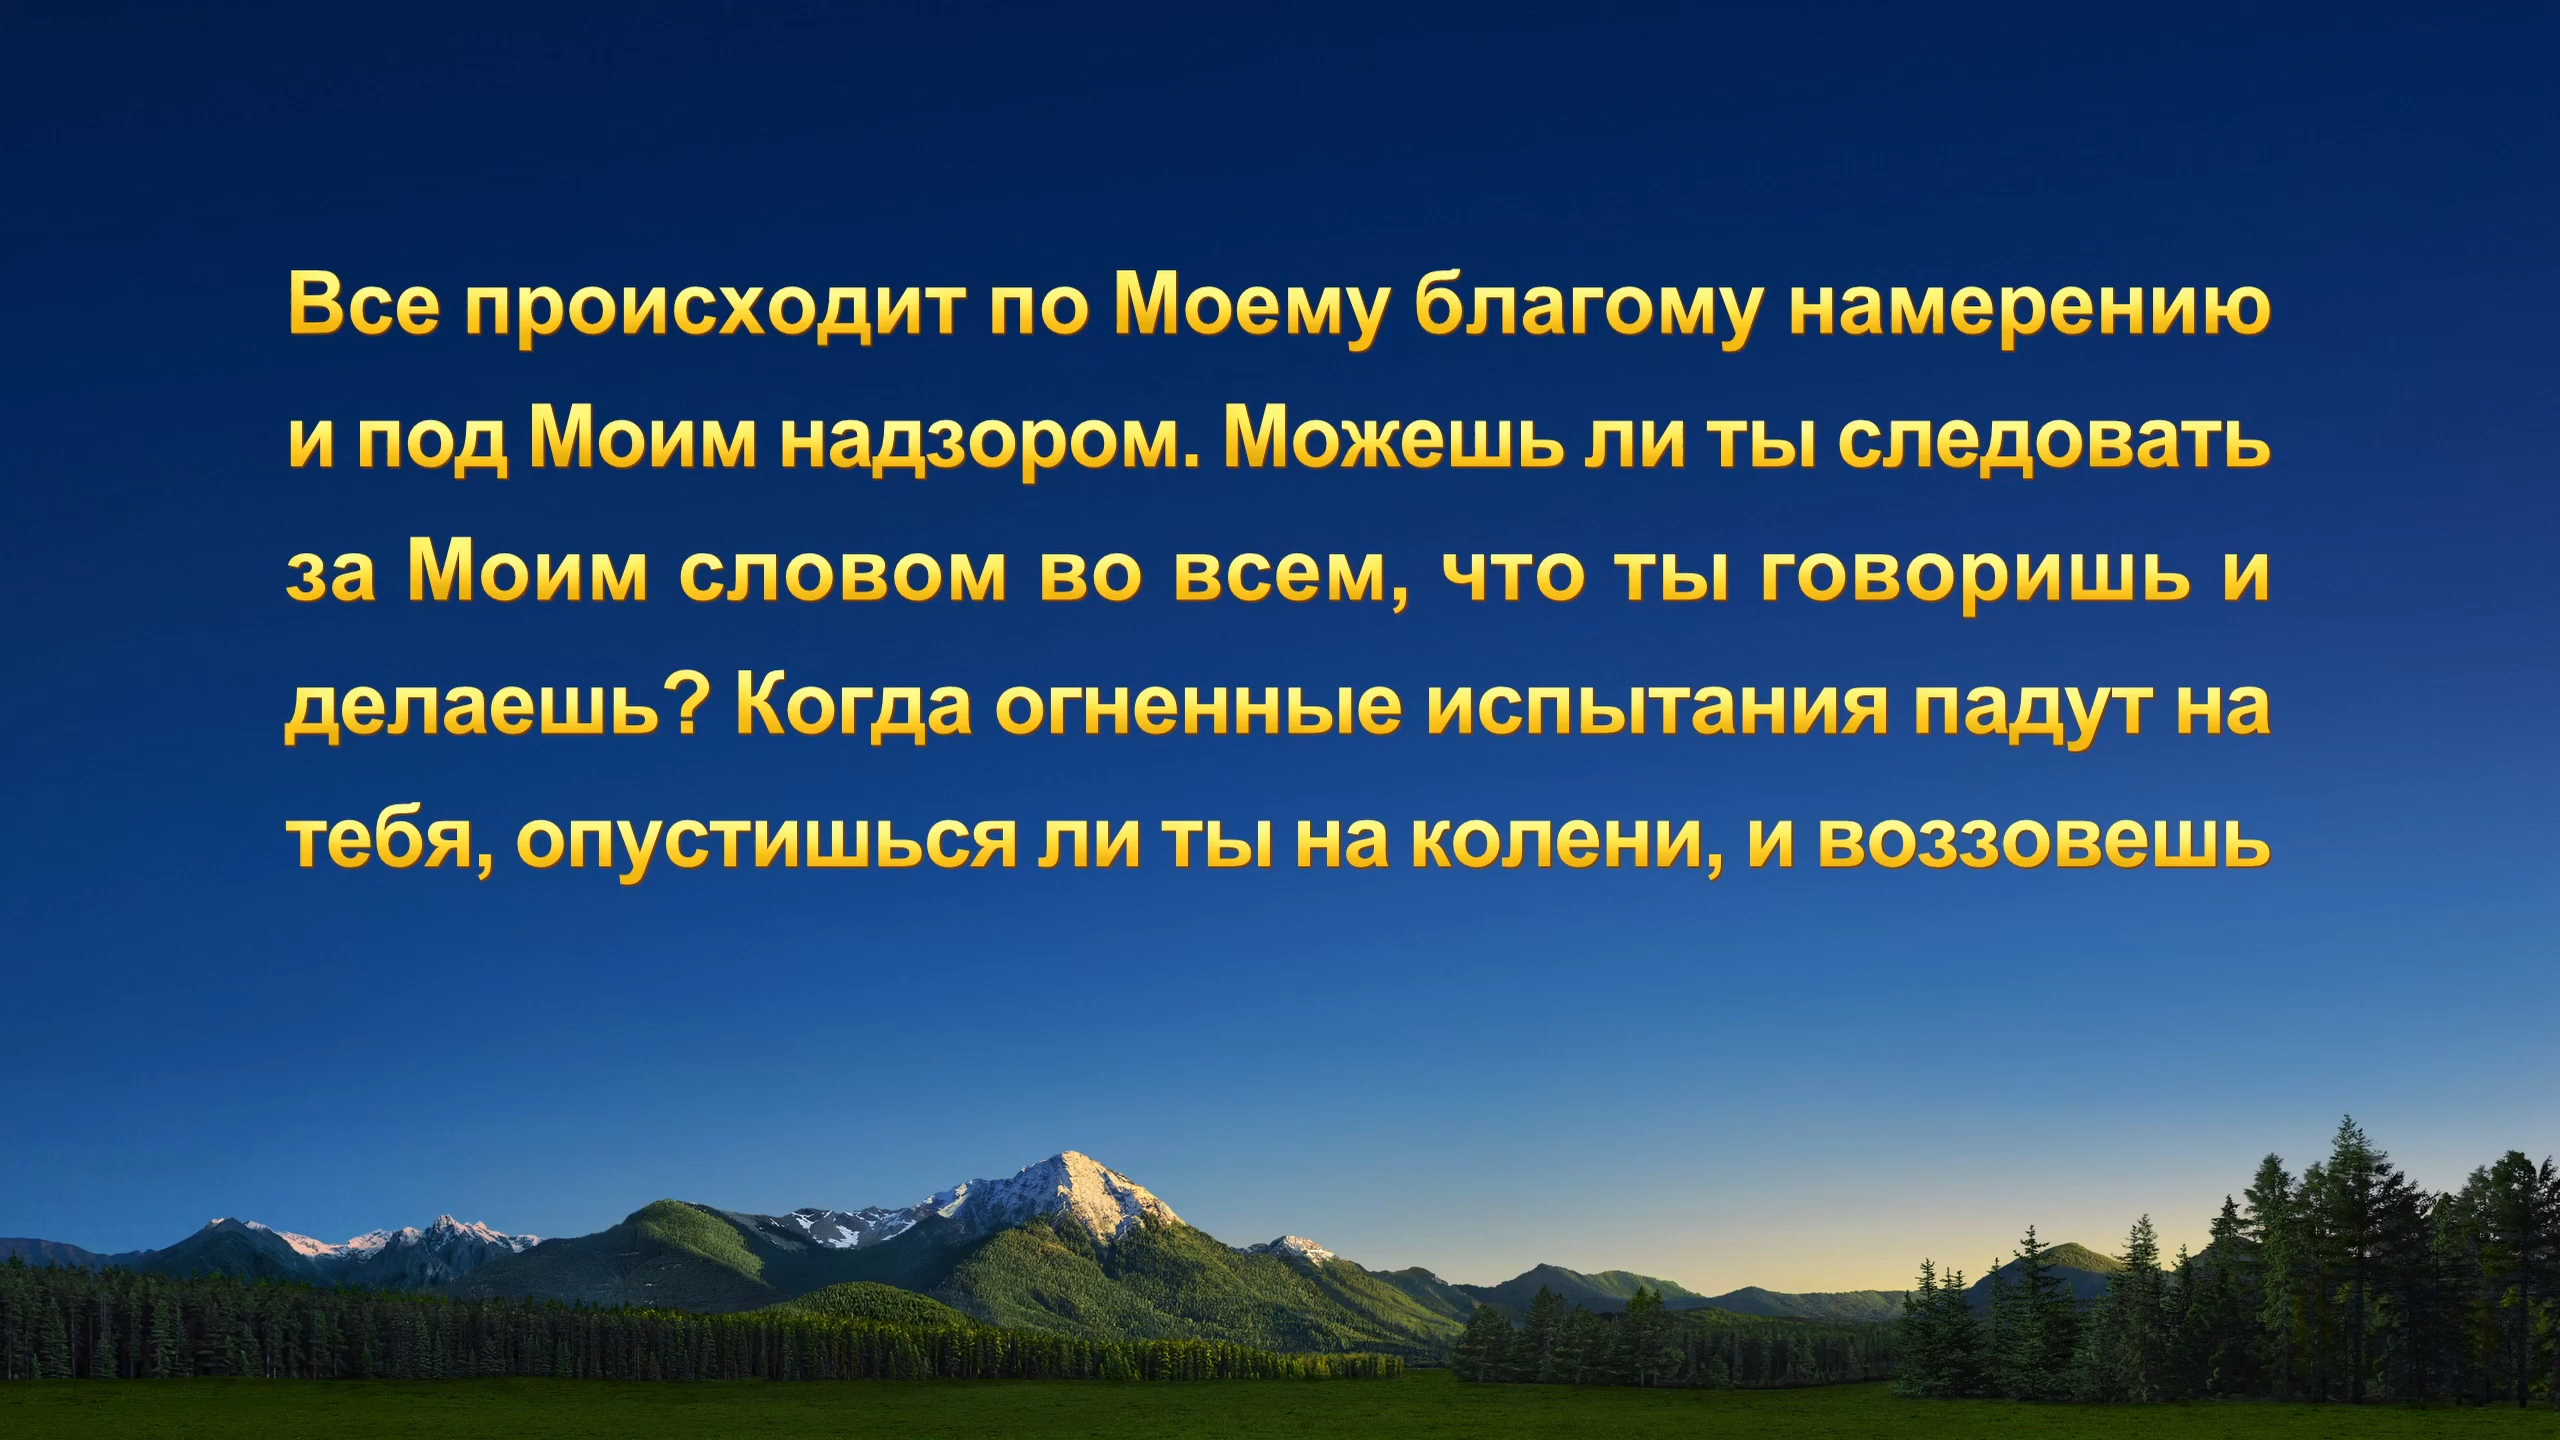 Все происходит по Моему благому намерению
и под Моим надзором. Можешь ли ты следовать
за Моим словом во всем, что ты говоришь и
делаешь? Когда огненные испытания падут на
тебя, опустишься ли ты на колени, и воззовешь